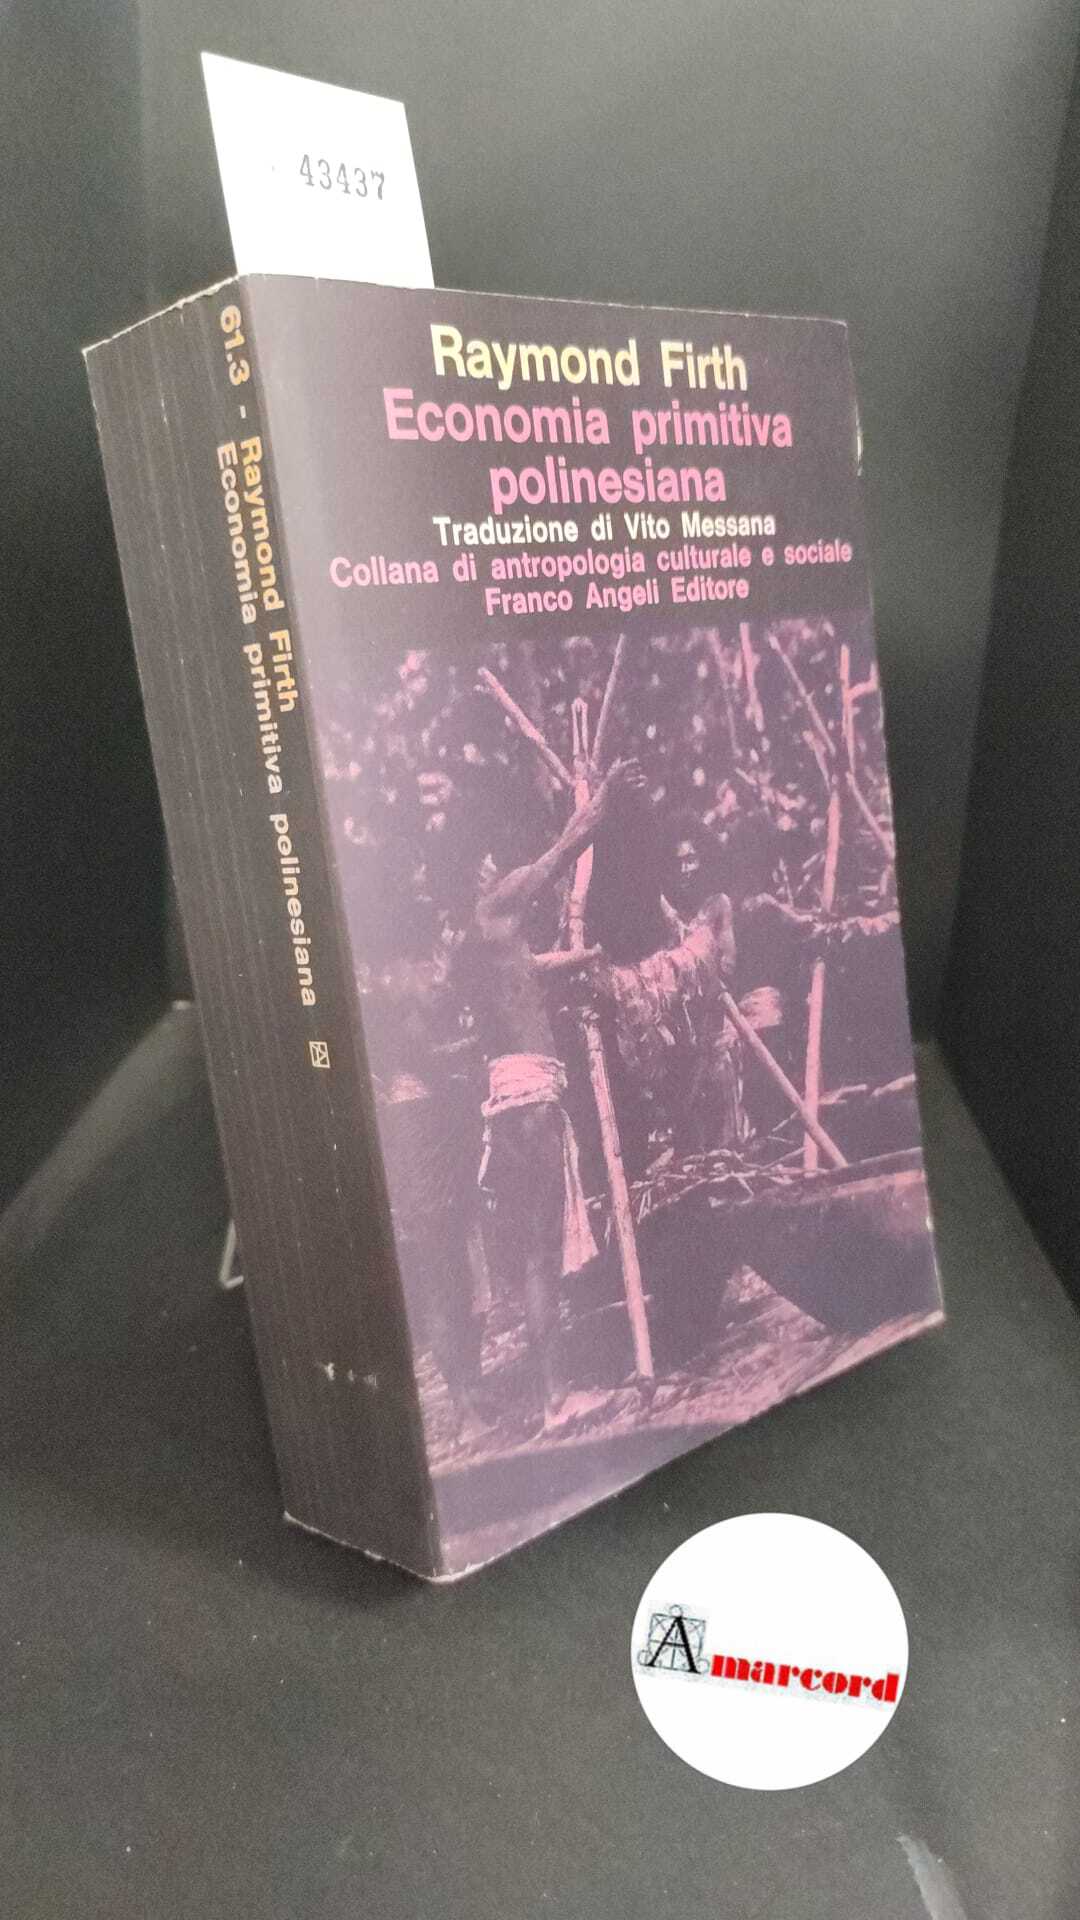 43437
Raymond Firth
Economia primitiva
polinesiana
Traduzione di Vito Messana
Collana di antropologia culturale e sociale
Franco Angeli Editore
61.3 - Raymond Firth
Economia primitiva polinesiana
Amarcord